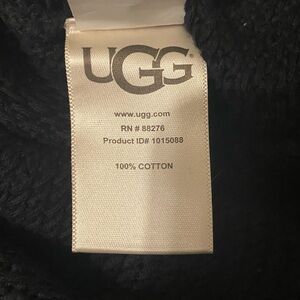 UGG
www.ugg.com
RN # 88276
Product ID# 1015088
100% COTTON